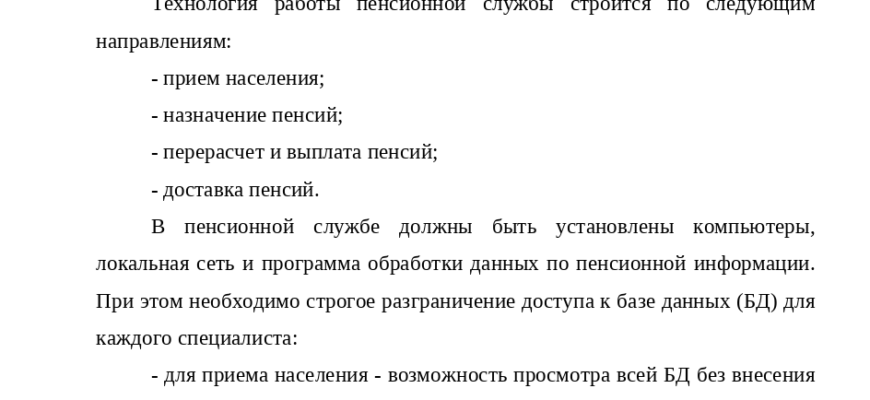 Технология работы пенсионной службы строится по следующим
направлениям:
- прием населения;
- назначение пенсий;
- перерасчет и выплата пенсий;
- доставка пенсий.
В пенсионной службе должны быть установлены компьютеры,
локальная сеть и программа обработки данных по пенсионной информации.
При этом необходимо строгое разграничение доступа к базе данных (БД) для
каждого специалиста:
- для приема населения - возможность просмотра всей БД без внесения